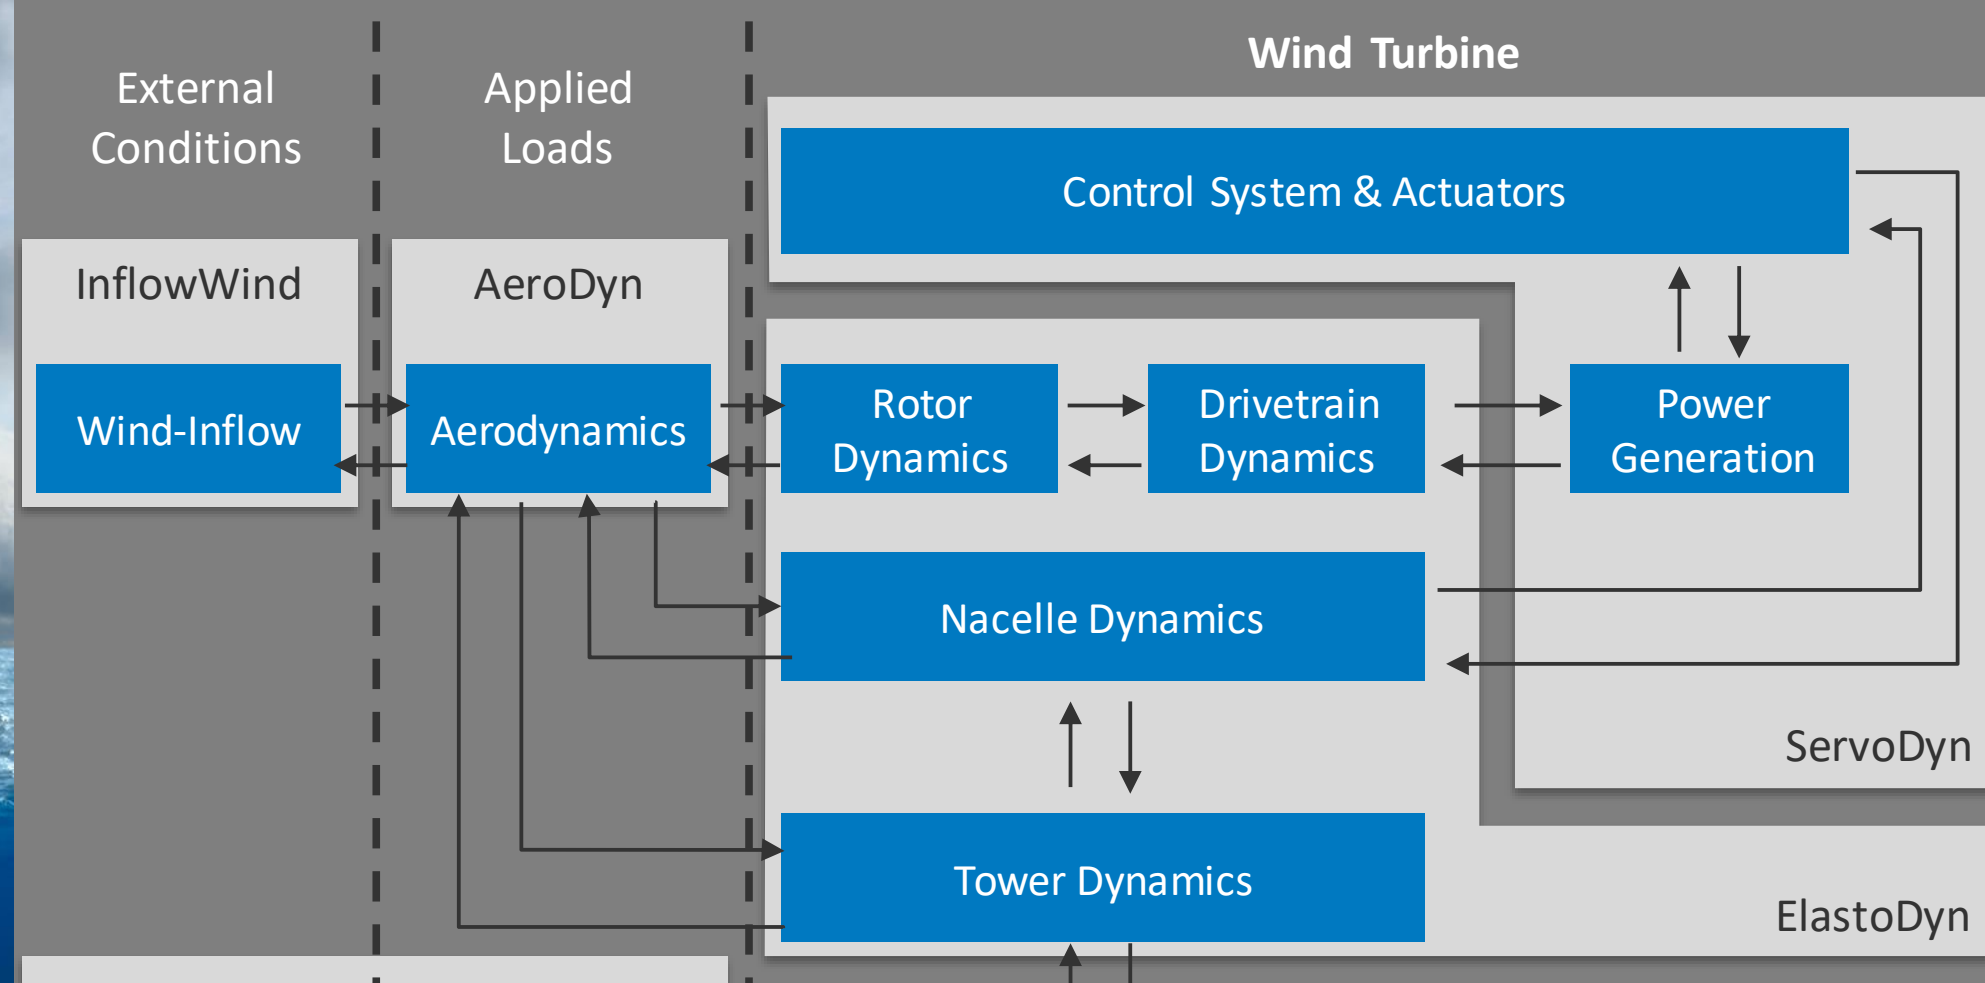 Wind Turbine
External
Conditions
Applied
Loads
Control System & Actuators
InflowWind
AeroDyn
Wind-Inflow
Aerodynamics
Rotor
Dynamics
Drivetrain
Dynamics
Power
Generation
Nacelle Dynamics
ServoDyn
Tower Dynamics
ElastoDyn